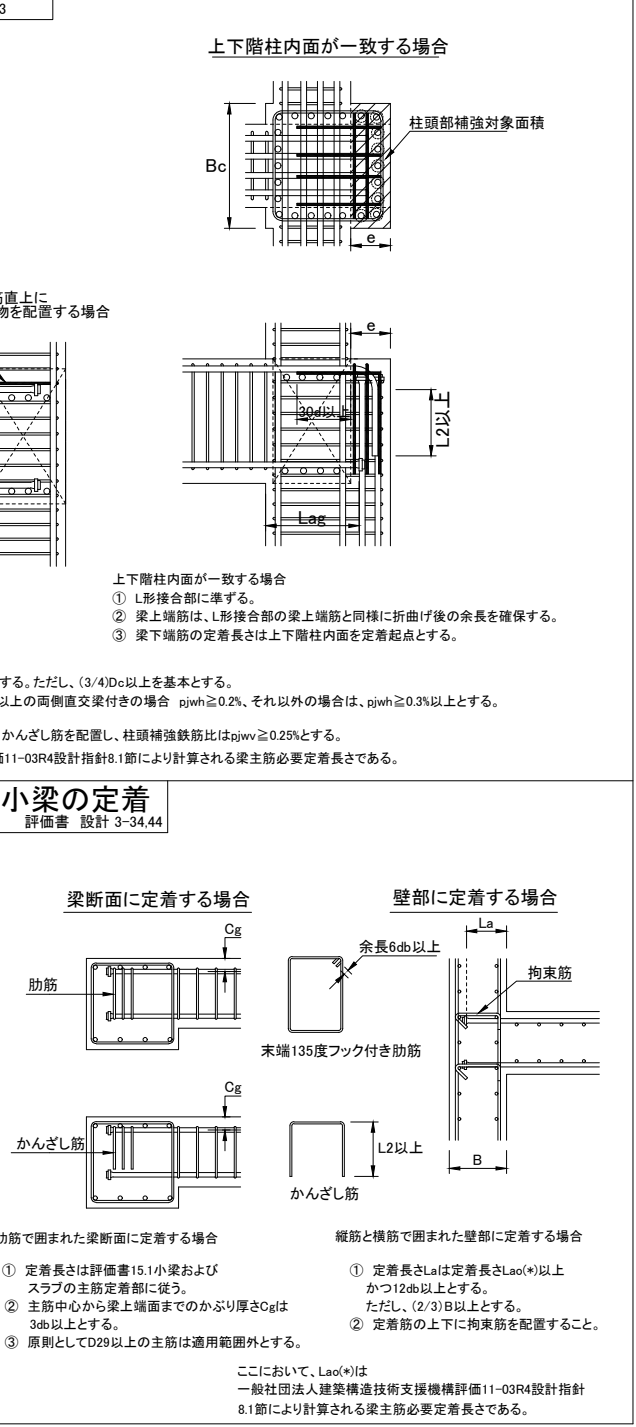 3
上下階柱内面が一致する場合
柱頭部補強対象面積
Bc
e
筋直上に
物を配置する場合
e
30d以上
L2以上
Lag
上下階柱内面が一致する場合
① L形接合部に準ずる。
② 梁上端筋は、L形接合部の梁上端筋と同様に折曲げ後の余長を確保する。
③ 梁下端筋の定着長さは上下階柱内面を定着起点とする。
する。ただし、(3/4)Dc以上を基本とする。
以上の両側直交梁付きの場合 pjwh≧0.2%、それ以外の場合は、pjwh≧0.3%以上とする。
かんざし筋を配置し、柱頭補強鉄筋比はpjwv≧0.25%とする。
価11-03R4設計指針8.1節により計算される梁主筋必要定着長さである。
小梁の定着
評価書 設計 3-34,44
梁断面に定着する場合
壁部に定着する場合
Cg
肋筋
余長6db以上
末端135度フック付き肋筋
La
拘束筋
Cg
かんざし筋
L2以上
かんざし筋
B
肋筋で囲まれた梁断面に定着する場合
① 定着長さは評価書15.1小梁および
スラブの主筋定着部に従う。
② 主筋中心から梁上端面までのかぶり厚さCgは
3db以上とする。
③ 原則としてD29以上の主筋は適用範囲外とする。
縦筋と横筋で囲まれた壁部に定着する場合
① 定着長さLaは定着長さLao(*)以上
かつ12db以上とする。
ただし、(2/3)B以上とする。
② 定着筋の上下に拘束筋を配置すること。
ここにおいて、Lao(*)は
一般社団法人建築構造技術支援機構評価11-03R4設計指針
8.1節により計算される梁主筋必要定着長さである。